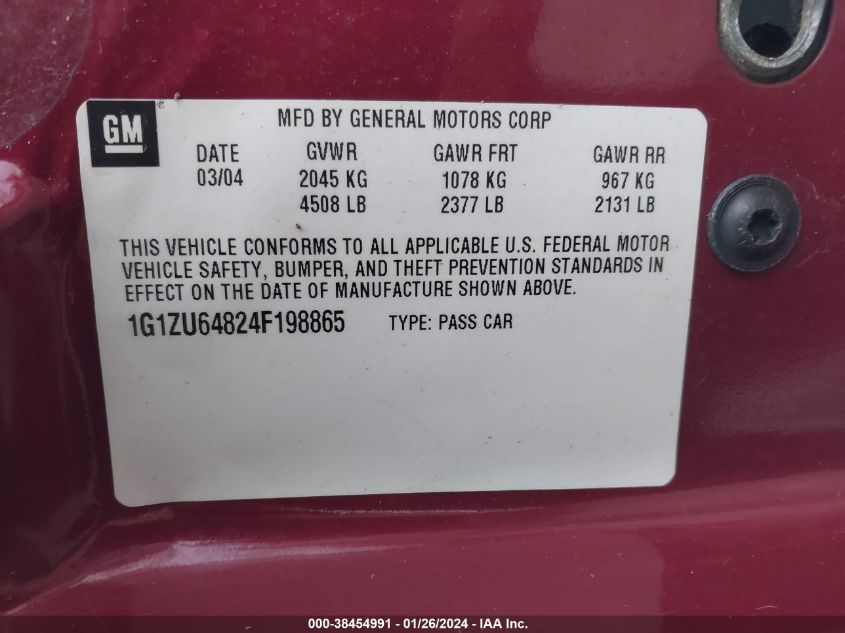 GM
MFD BY GENERAL MOTORS CORP
DATE GVWR GAWR FRT GAWR RR
03/04 2045 KG 1078 KG 967 KG
4508 LB 2377 LB 2131 LB
THIS VEHICLE CONFORMS TO ALL APPLICABLE U.S. FEDERAL MOTOR
VEHICLE SAFETY, BUMPER, AND THEFT PREVENTION STANDARDS IN
EFFECT ON THE DATE OF MANUFACTURE SHOWN ABOVE.
1G1ZU64824F198865 TYPE: PASS CAR
000-38454991 - 01/26/2024 - IAA Inc.